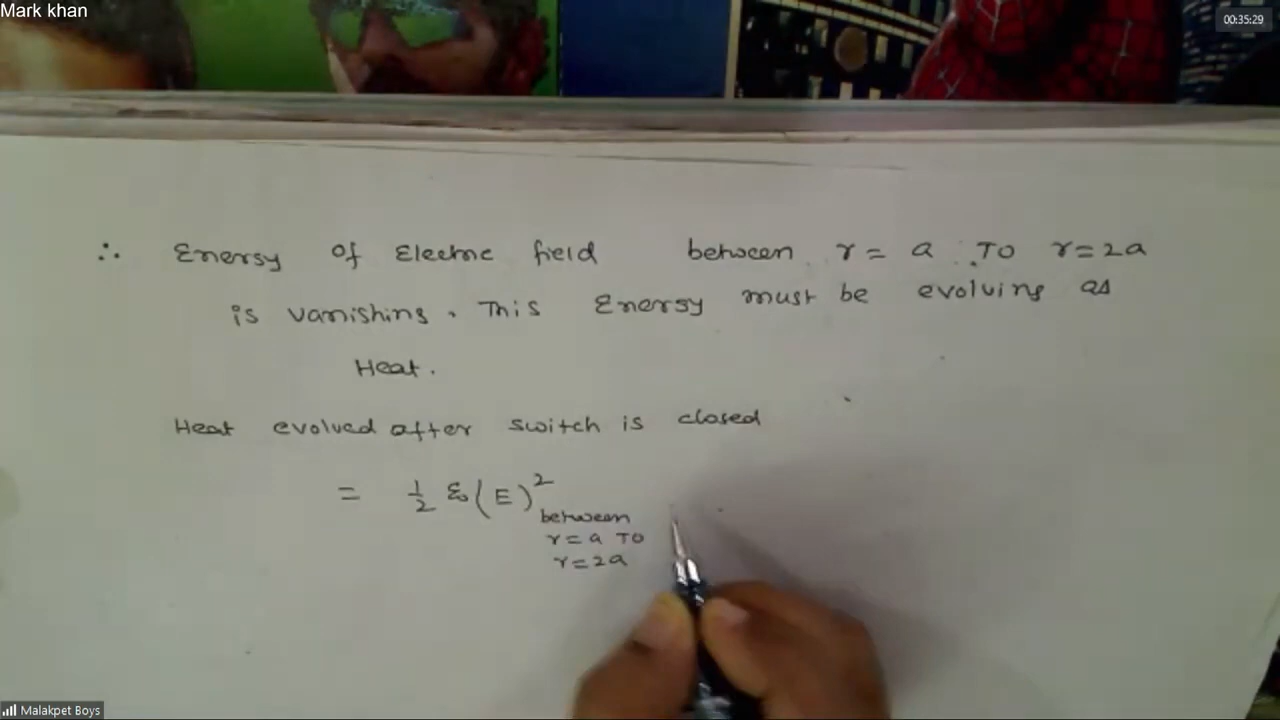 Mark khan
00:35:29
∴ Energy of Electric field between r = a TO r=2a
is vanishing. This Energy must be evolving as
Heat.
Heat evolved after switch is closed
= 1/2 ε₀(E)²
between
r=a TO
r=2a
Malakpet Boys